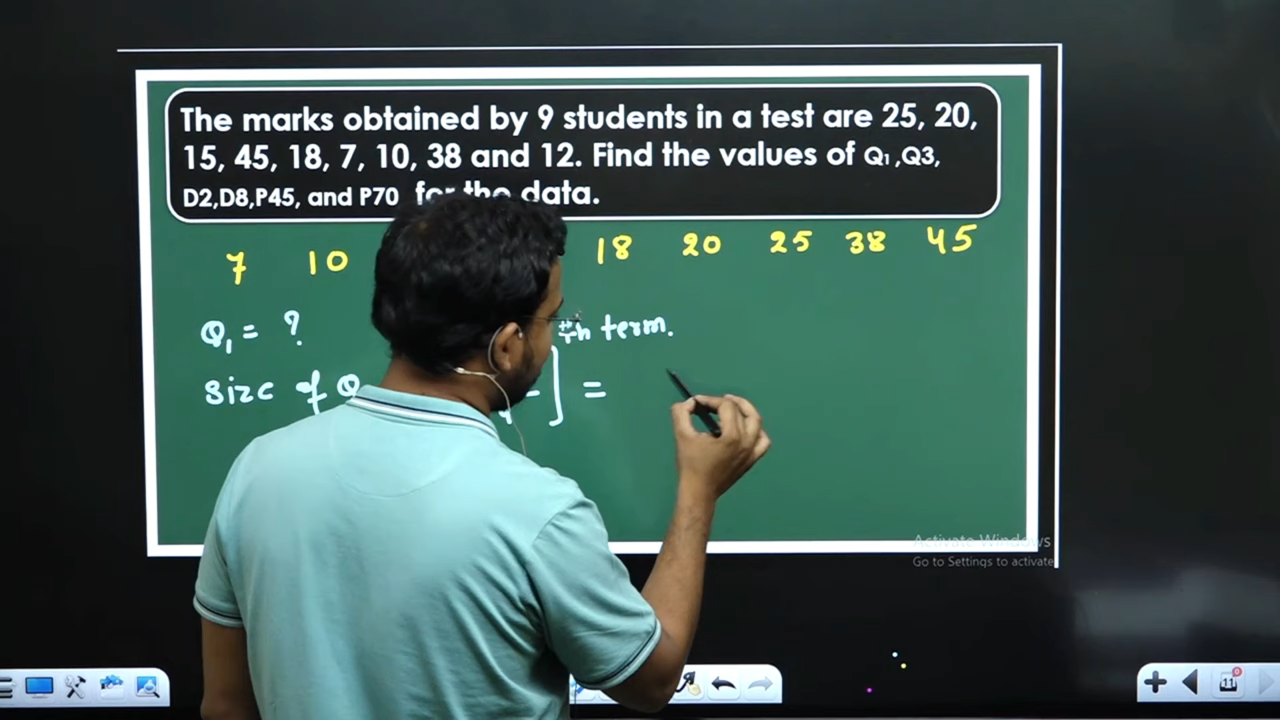 The marks obtained by 9 students in a test are 25, 20,
15, 45, 18, 7, 10, 38 and 12. Find the values of Q1 ,Q3,
D2,D8,P45, and P70 for the data.
7 10 18 20 25 38 45
Q1 = ? th term.
Size of Q ] =
Activate Windows
Go to Settings to activate
11